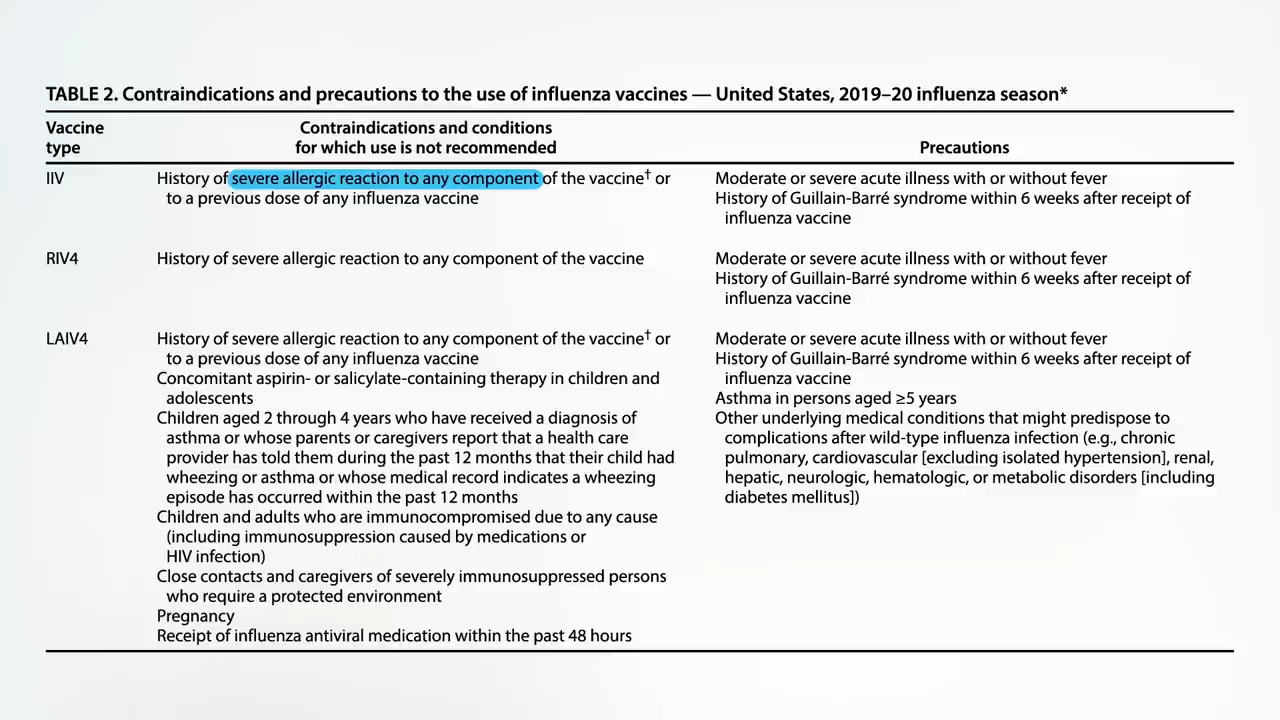 TABLE 2. Contraindications and precautions to the use of influenza vaccines — United States, 2019–20 influenza season*
Vaccine type
Contraindications and conditions
for which use is not recommended
Precautions
IIV
History of severe allergic reaction to any component of the vaccine† or
to a previous dose of any influenza vaccine
Moderate or severe acute illness with or without fever
History of Guillain-Barré syndrome within 6 weeks after receipt of
influenza vaccine
RIV4
History of severe allergic reaction to any component of the vaccine
Moderate or severe acute illness with or without fever
History of Guillain-Barré syndrome within 6 weeks after receipt of
influenza vaccine
LAIV4
History of severe allergic reaction to any component of the vaccine† or
to a previous dose of any influenza vaccine
Concomitant aspirin- or salicylate-containing therapy in children and
adolescents
Children aged 2 through 4 years who have received a diagnosis of
asthma or whose parents or caregivers report that a health care
provider has told them during the past 12 months that their child had
wheezing or asthma or whose medical record indicates a wheezing
episode has occurred within the past 12 months
Children and adults who are immunocompromised due to any cause
(including immunosuppression caused by medications or
HIV infection)
Close contacts and caregivers of severely immunosuppressed persons
who require a protected environment
Pregnancy
Receipt of influenza antiviral medication within the past 48 hours
Moderate or severe acute illness with or without fever
History of Guillain-Barré syndrome within 6 weeks after receipt of
influenza vaccine
Asthma in persons aged ≥5 years
Other underlying medical conditions that might predispose to
complications after wild-type influenza infection (e.g., chronic
pulmonary, cardiovascular [excluding isolated hypertension], renal,
hepatic, neurologic, hematologic, or metabolic disorders [including
diabetes mellitus])